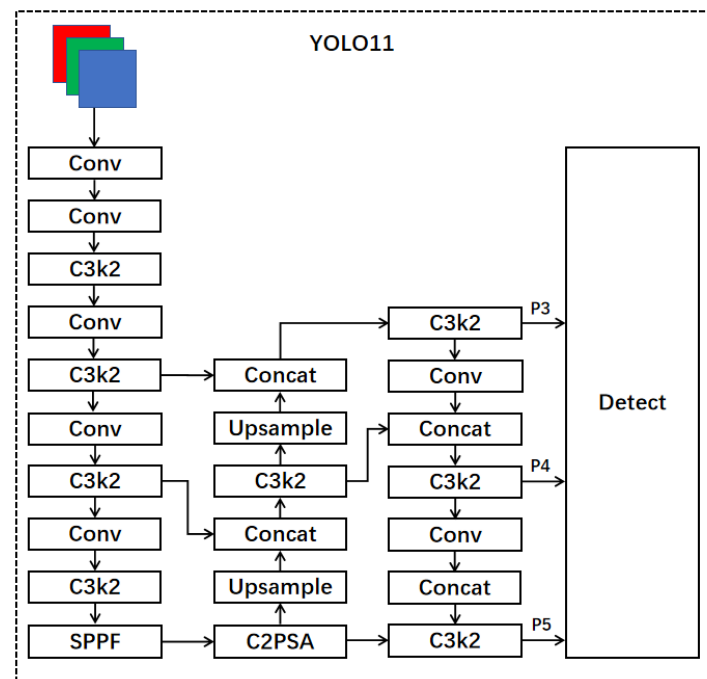 YOLO11
Conv
Conv
C3k2
Conv
C3k2
Conv
C3k2
Conv
C3k2
SPPF
Concat
Upsample
C3k2
Concat
Upsample
C2PSA
C3k2
Conv
Concat
C3k2
Conv
Concat
C3k2
P3
P4
P5
Detect